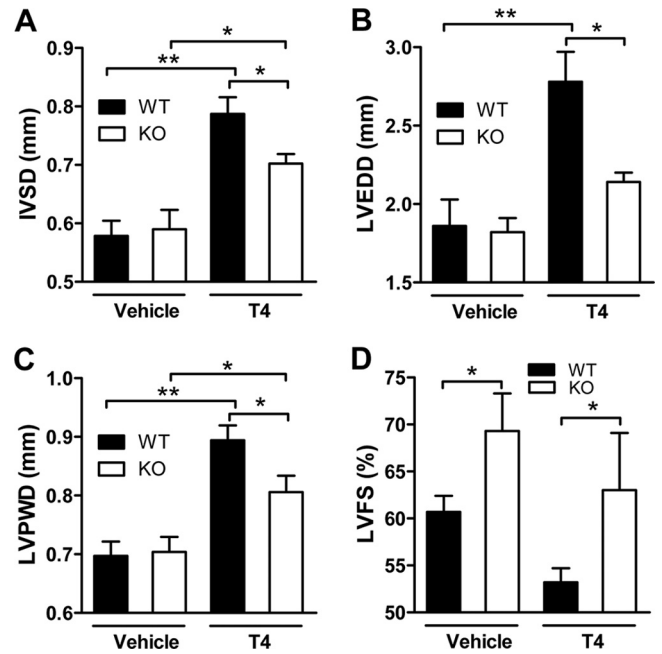 A
IVSD (mm)
0.9
0.8
0.7
0.6
0.5
WT
KO
**
*
*
Vehicle
T4
B
LVEDD (mm)
3.0
2.5
2.0
1.5
WT
KO
**
*
Vehicle
T4
C
LVPWD (mm)
1.0
0.9
0.8
0.7
0.6
WT
KO
**
*
*
Vehicle
T4
D
LVFS (%)
75
70
65
60
55
50
WT
KO
*
*
Vehicle
T4